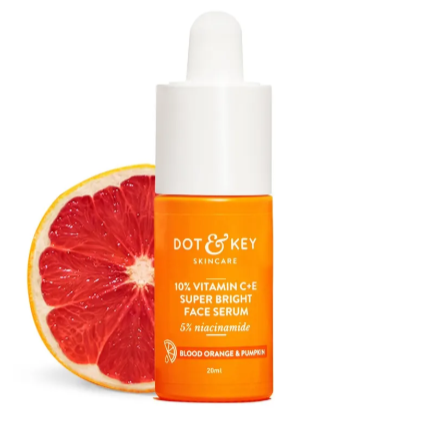 DOT & KEY
SKINCARE
10% VITAMIN C+E
SUPER BRIGHT
FACE SERUM
5% niacinamide
BLOOD ORANGE & PUMPKIN
20ml